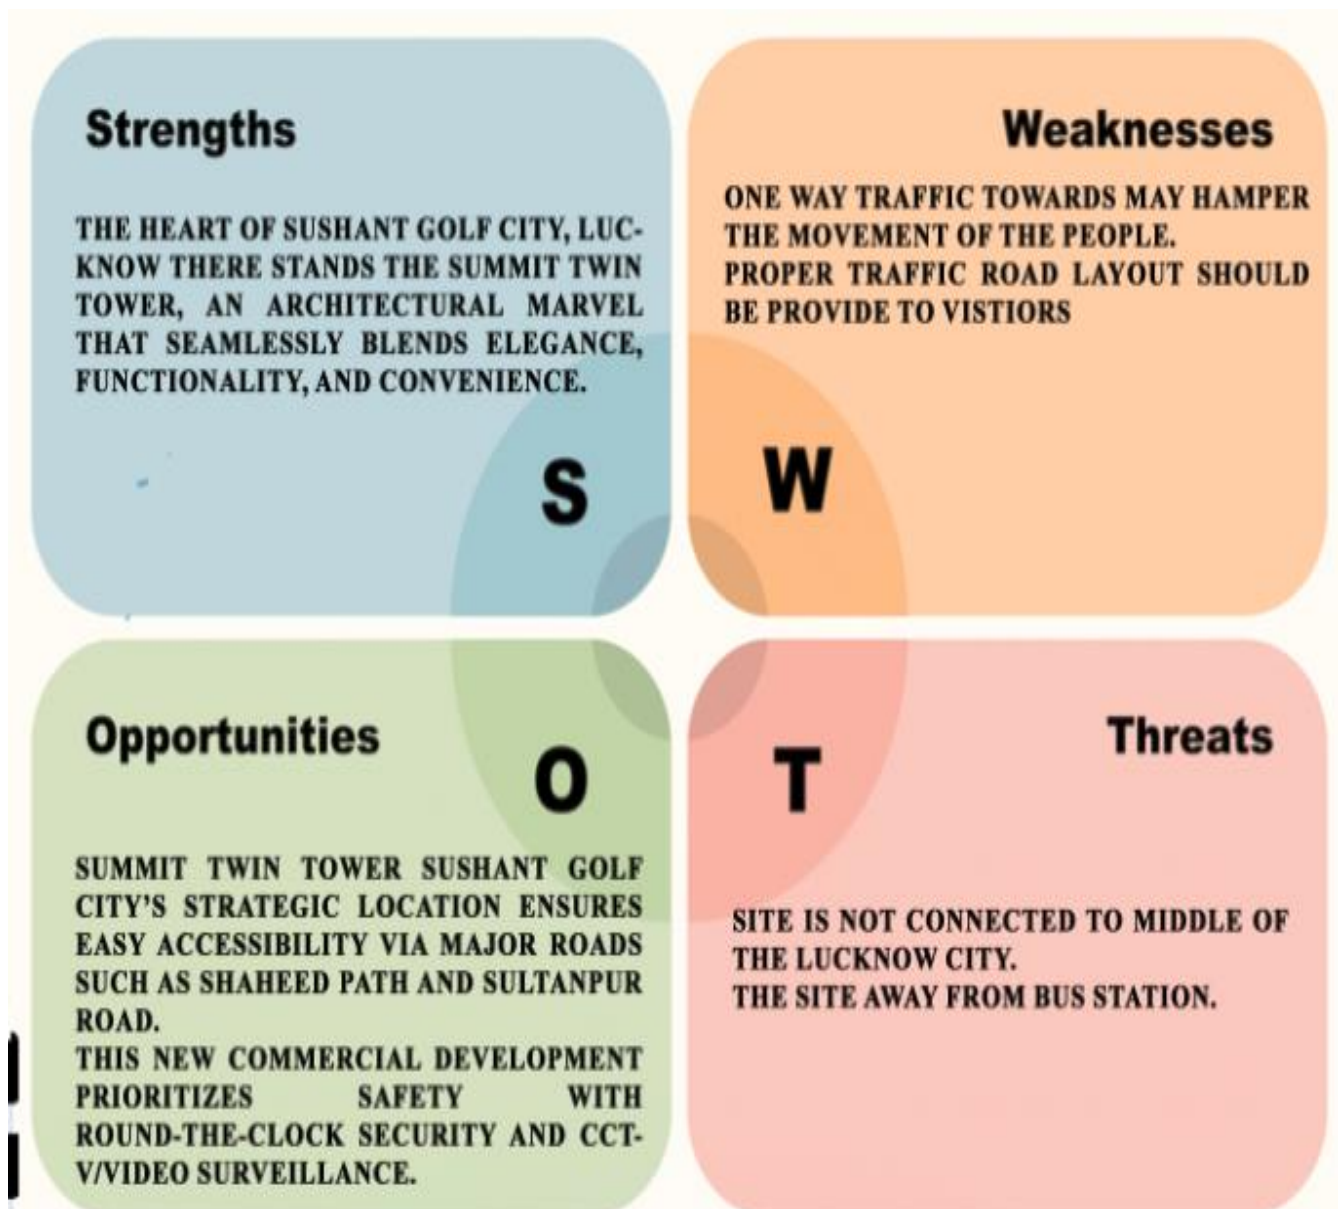 Strengths
THE HEART OF SUSHANT GOLF CITY, LUC-
KNOW THERE STANDS THE SUMMIT TWIN
TOWER, AN ARCHITECTURAL MARVEL
THAT SEAMLESSLY BLENDS ELEGANCE,
FUNCTIONALITY, AND CONVENIENCE.
S
Weaknesses
ONE WAY TRAFFIC TOWARDS MAY HAMPER
THE MOVEMENT OF THE PEOPLE.
PROPER TRAFFIC ROAD LAYOUT SHOULD
BE PROVIDE TO VISTIORS
W
Opportunities
O
SUMMIT TWIN TOWER SUSHANT GOLF
CITY'S STRATEGIC LOCATION ENSURES
EASY ACCESSIBILITY VIA MAJOR ROADS
SUCH AS SHAHEED PATH AND SULTANPUR
ROAD.
THIS NEW COMMERCIAL DEVELOPMENT
PRIORITIZES SAFETY WITH
ROUND-THE-CLOCK SECURITY AND CCT-
V/VIDEO SURVEILLANCE.
Threats
T
SITE IS NOT CONNECTED TO MIDDLE OF
THE LUCKNOW CITY.
THE SITE AWAY FROM BUS STATION.